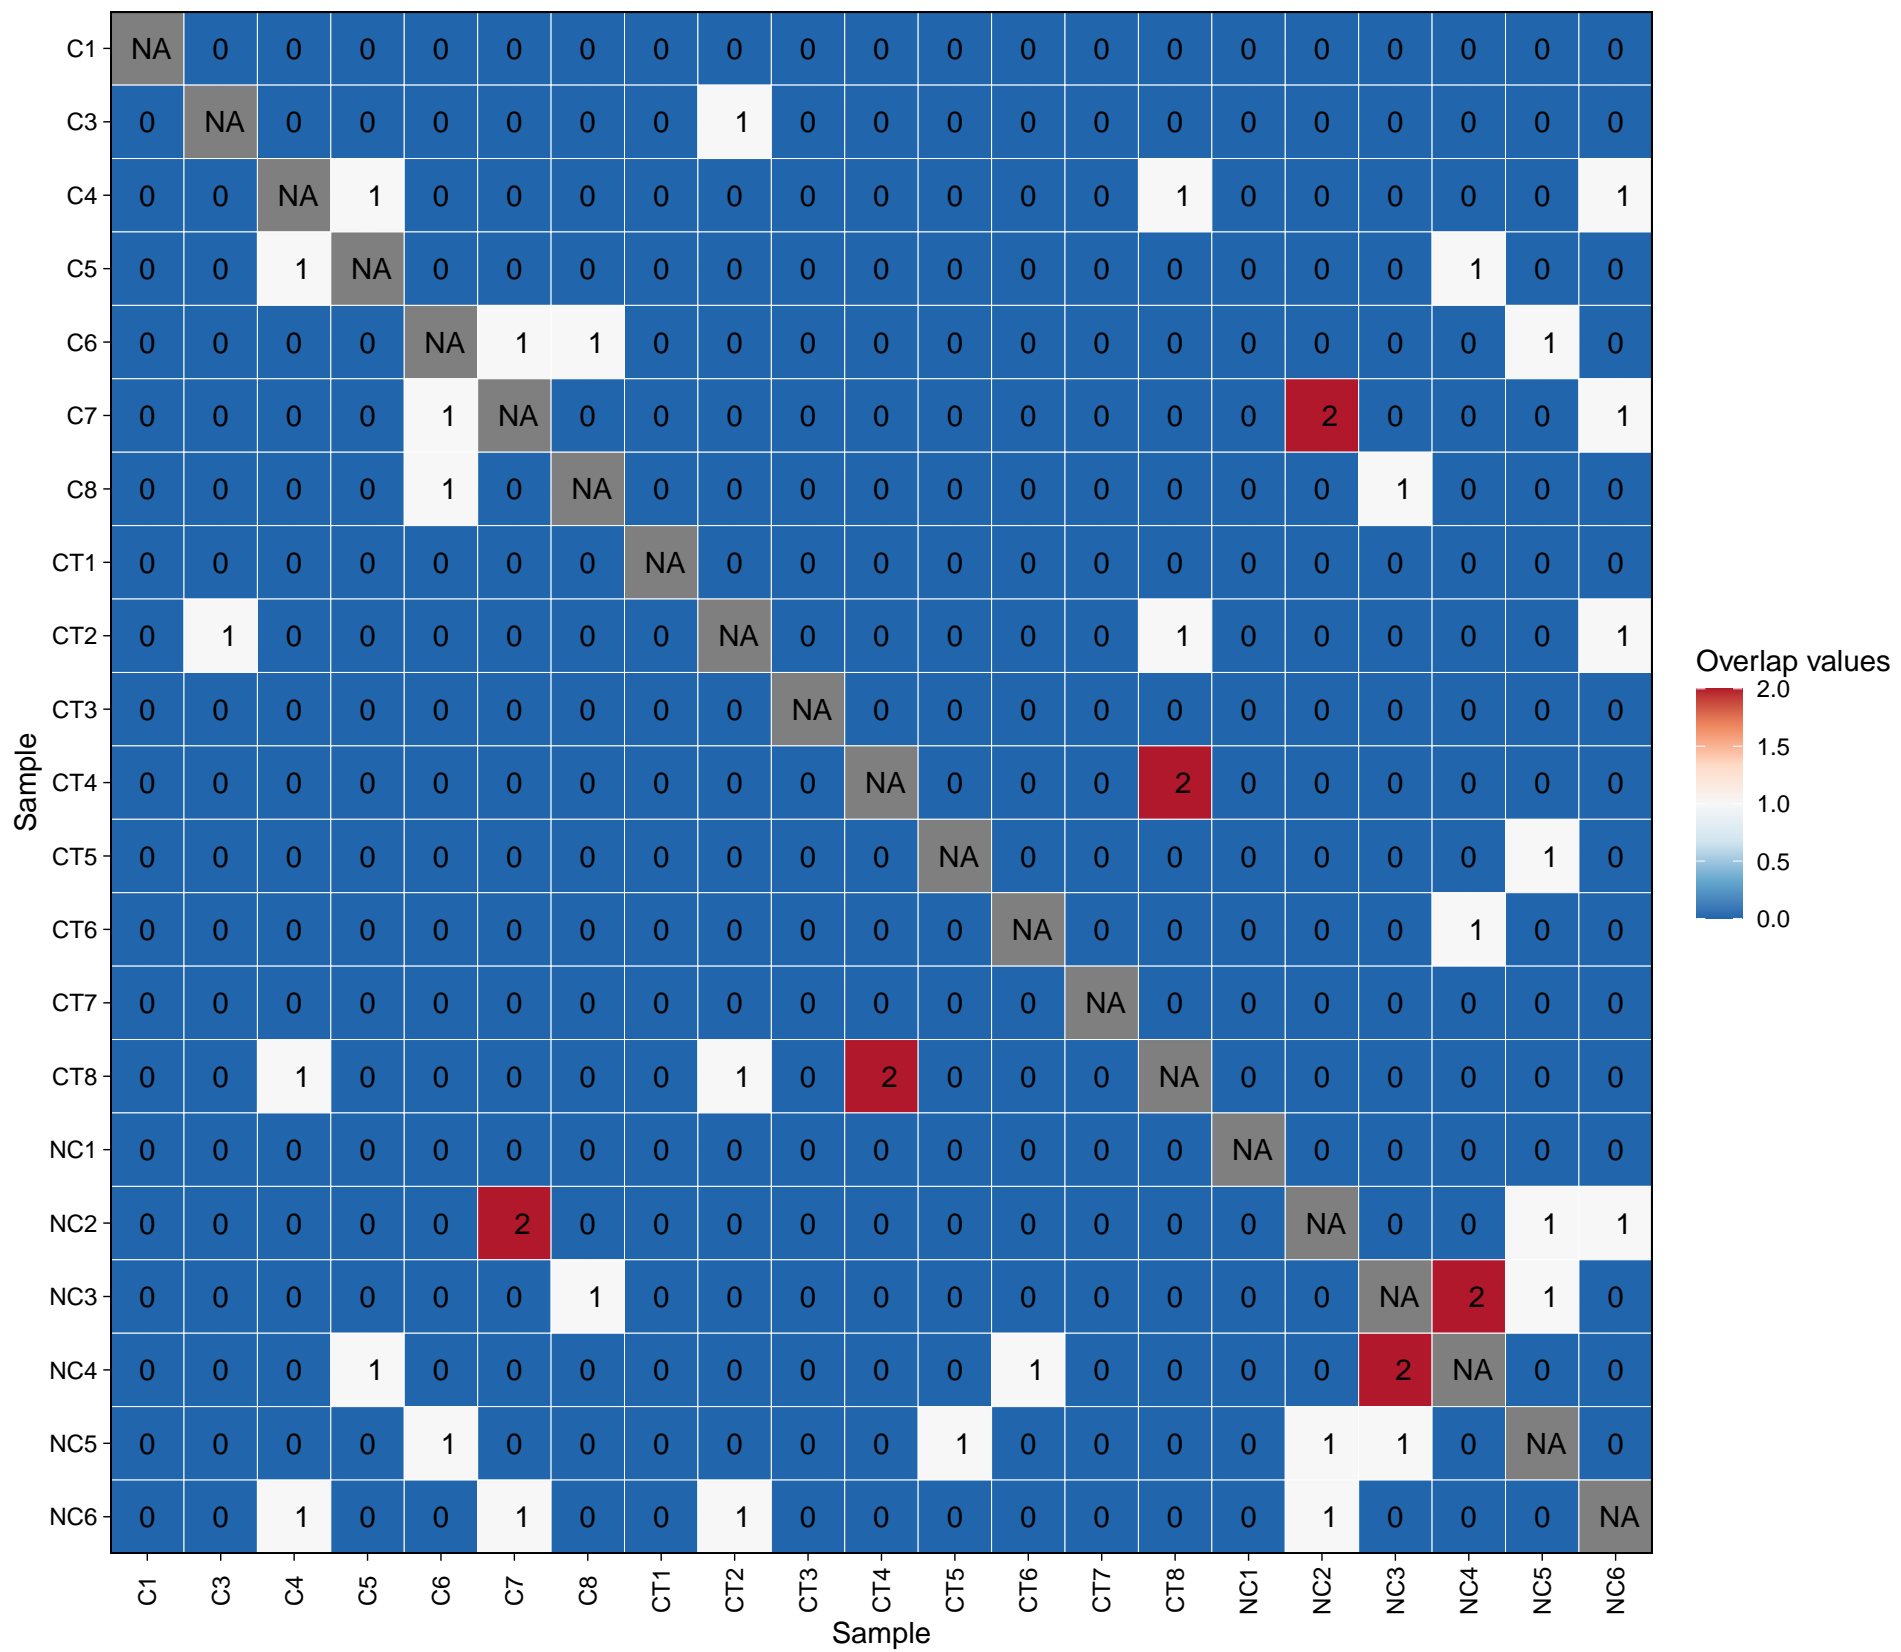 C1 NA 0 0 0 0 0 0 0 0 0 0 0 0 0 0 0 0 0 0 0 0
C3 0 NA 0 0 0 0 0 0 1 0 0 0 0 0 0 0 0 0 0 0 0
C4 0 0 NA 1 0 0 0 0 0 0 0 0 0 0 1 0 0 0 0 0 1
C5 0 0 1 NA 0 0 0 0 0 0 0 0 0 0 0 0 0 0 1 0 0
C6 0 0 0 0 NA 1 1 0 0 0 0 0 0 0 0 0 0 0 0 1 0
C7 0 0 0 0 1 NA 0 0 0 0 0 0 0 0 0 0 2 0 0 0 1
C8 0 0 0 0 1 0 NA 0 0 0 0 0 0 0 0 0 0 1 0 0 0
CT1 0 0 0 0 0 0 0 NA 0 0 0 0 0 0 0 0 0 0 0 0 0
CT2 0 1 0 0 0 0 0 0 NA 0 0 0 0 0 1 0 0 0 0 0 1
CT3 0 0 0 0 0 0 0 0 0 NA 0 0 0 0 0 0 0 0 0 0 0
CT4 0 0 0 0 0 0 0 0 0 0 NA 0 0 0 2 0 0 0 0 0 0
CT5 0 0 0 0 0 0 0 0 0 0 0 NA 0 0 0 0 0 0 0 1 0
CT6 0 0 0 0 0 0 0 0 0 0 0 0 NA 0 0 0 0 0 1 0 0
CT7 0 0 0 0 0 0 0 0 0 0 0 0 0 NA 0 0 0 0 0 0 0
CT8 0 0 1 0 0 0 0 0 1 0 2 0 0 0 NA 0 0 0 0 0 0
NC1 0 0 0 0 0 0 0 0 0 0 0 0 0 0 0 NA 0 0 0 0 0
NC2 0 0 0 0 0 2 0 0 0 0 0 0 0 0 0 0 NA 0 0 1 1
NC3 0 0 0 0 0 0 1 0 0 0 0 0 0 0 0 0 0 NA 2 1 0
NC4 0 0 0 1 0 0 0 0 0 0 0 0 1 0 0 0 0 2 NA 0 0
NC5 0 0 0 0 1 0 0 0 0 0 0 1 0 0 0 0 1 1 0 NA 0
NC6 0 0 1 0 0 1 0 0 1 0 0 0 0 0 0 0 1 0 0 0 NA
C1 C3 C4 C5 C6 C7 C8 CT1 CT2 CT3 CT4 CT5 CT6 CT7 CT8 NC1 NC2 NC3 NC4 NC5 NC6
Sample
Sample
Overlap values
2.0
1.5
1.0
0.5
0.0